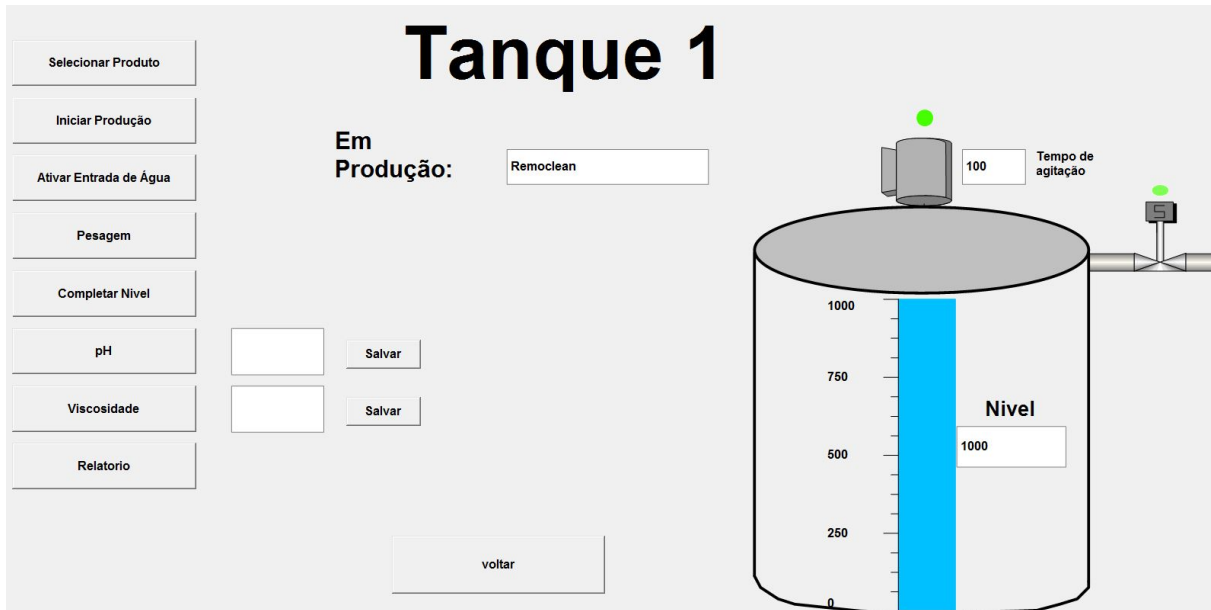 Tanque 1
Selecionar Produto
Iniciar Produção
Ativar Entrada de Água
Pesagem
Completar Nivel
pH
Salvar
Viscosidade
Salvar
Relatorio
Em
Produção:
Remoclean
100
Tempo de
agitação
S
1000
750
500
250
0
Nivel
1000
voltar